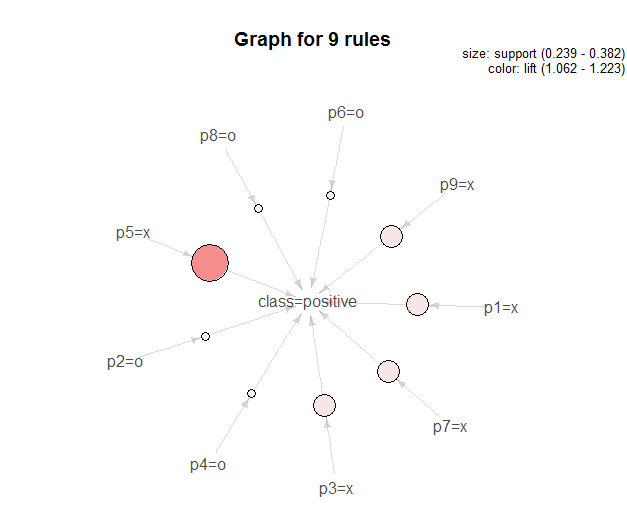 Graph for 9 rules
size: support (0.239 - 0.382)
color: lift (1.062 - 1.223)
p6=o
p8=o
p9=x
p5=x
class=positive
p1=x
p2=o
p7=x
p4=o
p3=x